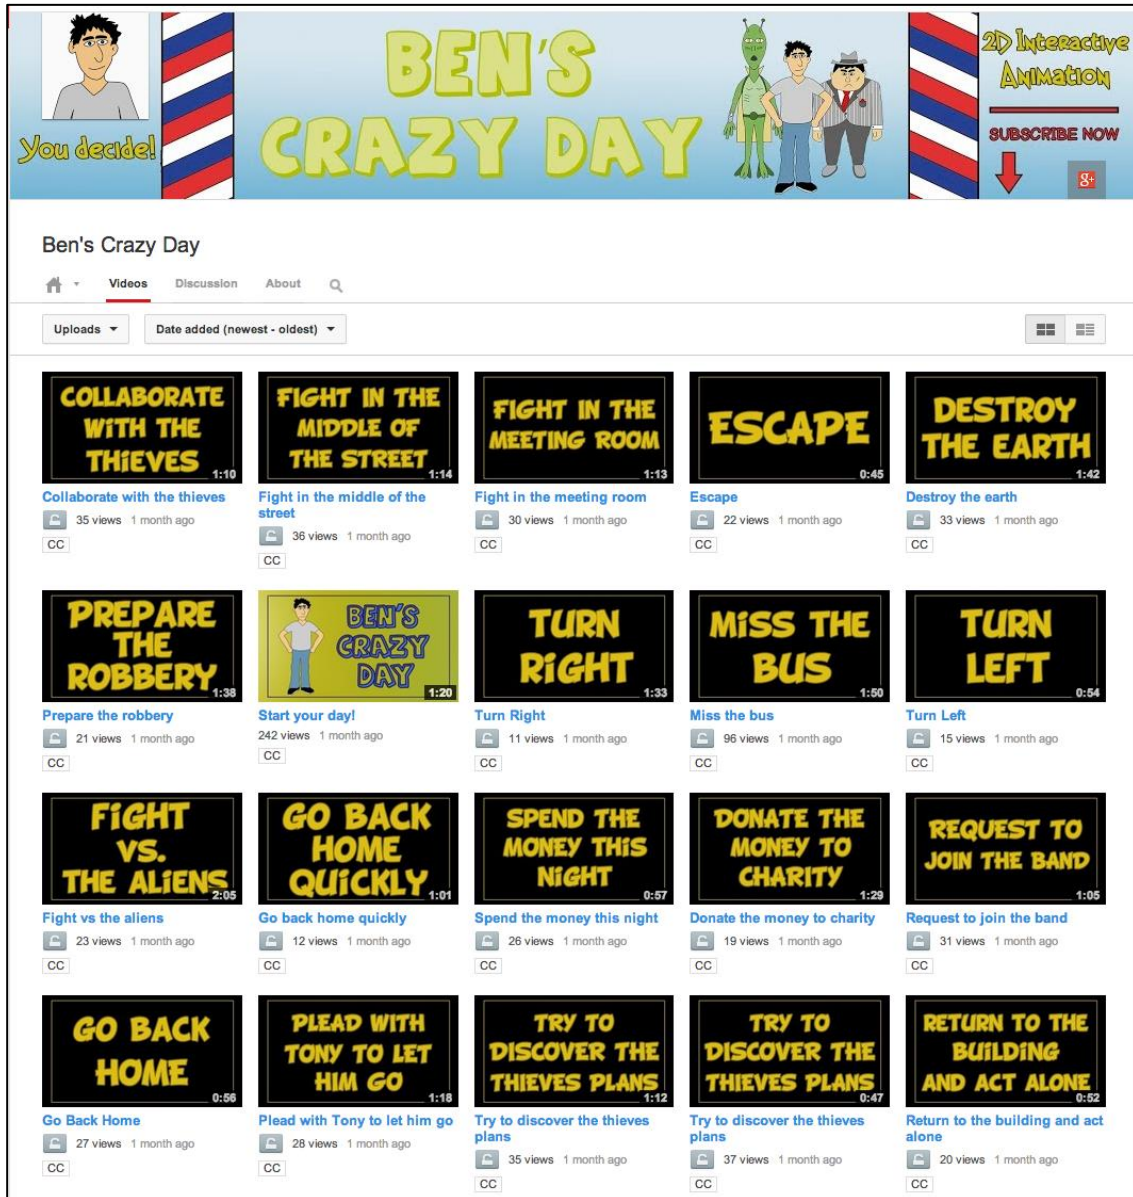 You decide!
BEN'S
CRAZY DAY
2D Interactive
Animation
SUBSCRIBE NOW
g+
Ben's Crazy Day
Videos Discussion About
Uploads Date added (newest - oldest)
COLLABORATE
WITH THE
THIEVES
1:10
Collaborate with the thieves
35 views 1 month ago
CC
FIGHT IN THE
MIDDLE OF
THE STREET
1:14
Fight in the middle of the
street
36 views 1 month ago
CC
FIGHT IN THE
MEETING ROOM
1:13
Fight in the meeting room
30 views 1 month ago
CC
ESCAPE
0:45
Escape
22 views 1 month ago
CC
DESTROY
THE EARTH
1:42
Destroy the earth
33 views 1 month ago
CC
PREPARE
THE
ROBBERY
1:38
Prepare the robbery
21 views 1 month ago
CC
BEN'S
CRAZY
DAY
1:20
Start your day!
242 views 1 month ago
CC
TURN
RIGHT
1:33
Turn Right
11 views 1 month ago
CC
MISS THE
BUS
1:50
Miss the bus
96 views 1 month ago
CC
TURN
LEFT
0:54
Turn Left
15 views 1 month ago
CC
FIGHT
VS.
THE ALIENS
2:05
Fight vs the aliens
23 views 1 month ago
CC
GO BACK
HOME
QUICKLY
1:01
Go back home quickly
12 views 1 month ago
CC
SPEND THE
MONEY THIS
NIGHT
0:57
Spend the money this night
26 views 1 month ago
CC
DONATE THE
MONEY TO
CHARITY
1:29
Donate the money to charity
19 views 1 month ago
CC
REQUEST TO
JOIN THE BAND
1:05
Request to join the band
31 views 1 month ago
CC
GO BACK
HOME
0:56
Go Back Home
27 views 1 month ago
CC
PLEAD WITH
TONY TO LET
HIM GO
1:18
Plead with Tony to let him go
28 views 1 month ago
CC
TRY TO
DISCOVER THE
THIEVES PLANS
1:12
Try to discover the thieves
plans
35 views 1 month ago
CC
TRY TO
DISCOVER THE
THIEVES PLANS
0:47
Try to discover the thieves
plans
37 views 1 month ago
CC
RETURN TO THE
BUILDING
AND ACT ALONE
0:52
Return to the building and act
alone
20 views 1 month ago
CC